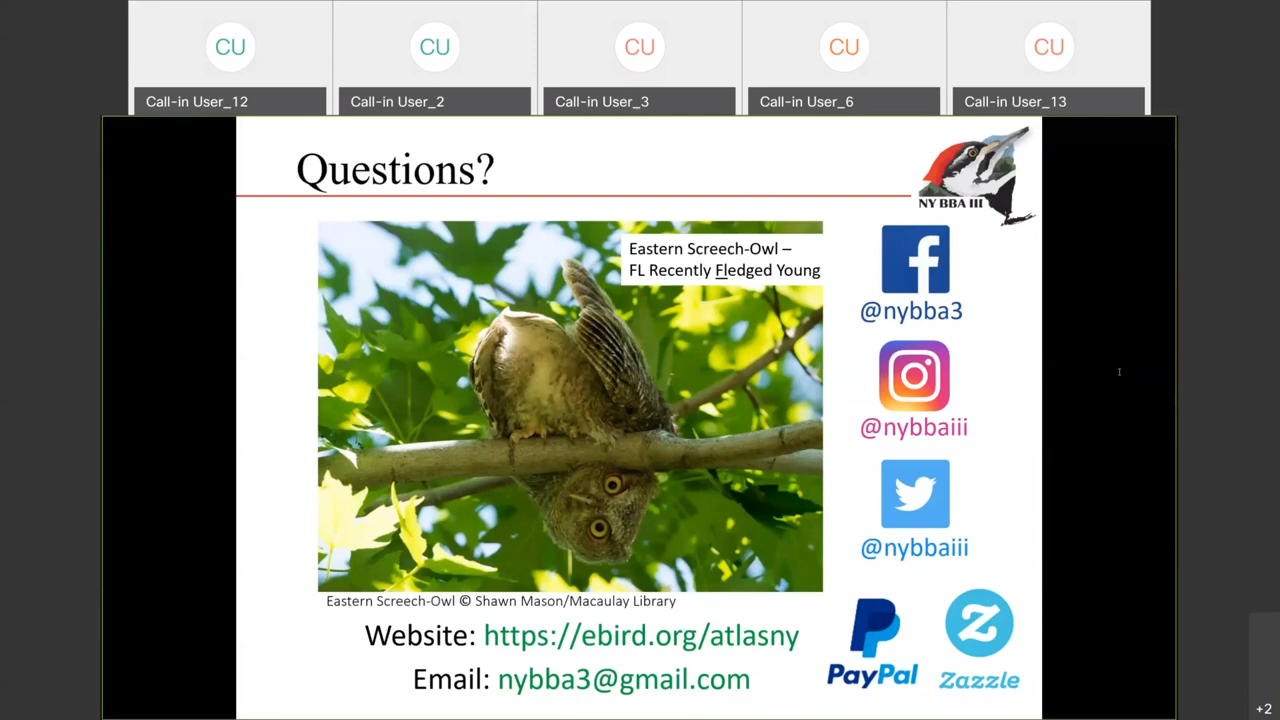 CU
CU
CU
CU
CU
Call-in User_12
Call-in User_2
Call-in User_3
Call-in User_6
Call-in User_13
Questions?
NY BBA III
Eastern Screech-Owl –
FL Recently Fledged Young
@nybba3
@nybbaiii
@nybbaiii
Eastern Screech-Owl © Shawn Mason/Macaulay Library
Website: https://ebird.org/atlasny
Email: nybba3@gmail.com
PayPal
Zazzle
+2